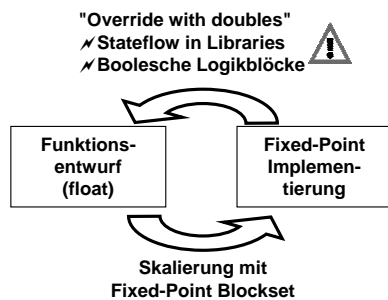 "Override with doubles"
Stateflow in Libraries
Boolesche Logikblöcke
!
Funktions-
entwurf
(float)
Fixed-Point
Implemen-
tierung
Skalierung mit
Fixed-Point Blockset